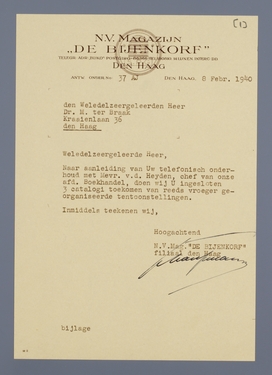 [1]
N.V. MAGAZIJN
„DE BIJENKORF”
DEN HAAG
DEN HAAG, 8 Febr. 1940
den Weledelzeergeleerden Heer
Dr. M. ter Braak
Kraaienlaan 36
den Haag
Weledelzeergeleerde Heer,
Naar aanleiding van Uw telefonisch onder-
houd met Mevr. v.d. Heyden, chef van onze
afd. Boekhandel, doen wij U ingesloten
3 catalogi toekomen van reeds vroeger ge-
organiseerde tentoonstellingen.
Inmiddels teekenen wij,
Hoogachtend
N.V. Mag. "DE BIJENKORF"
filiaal den Haag
bijlage